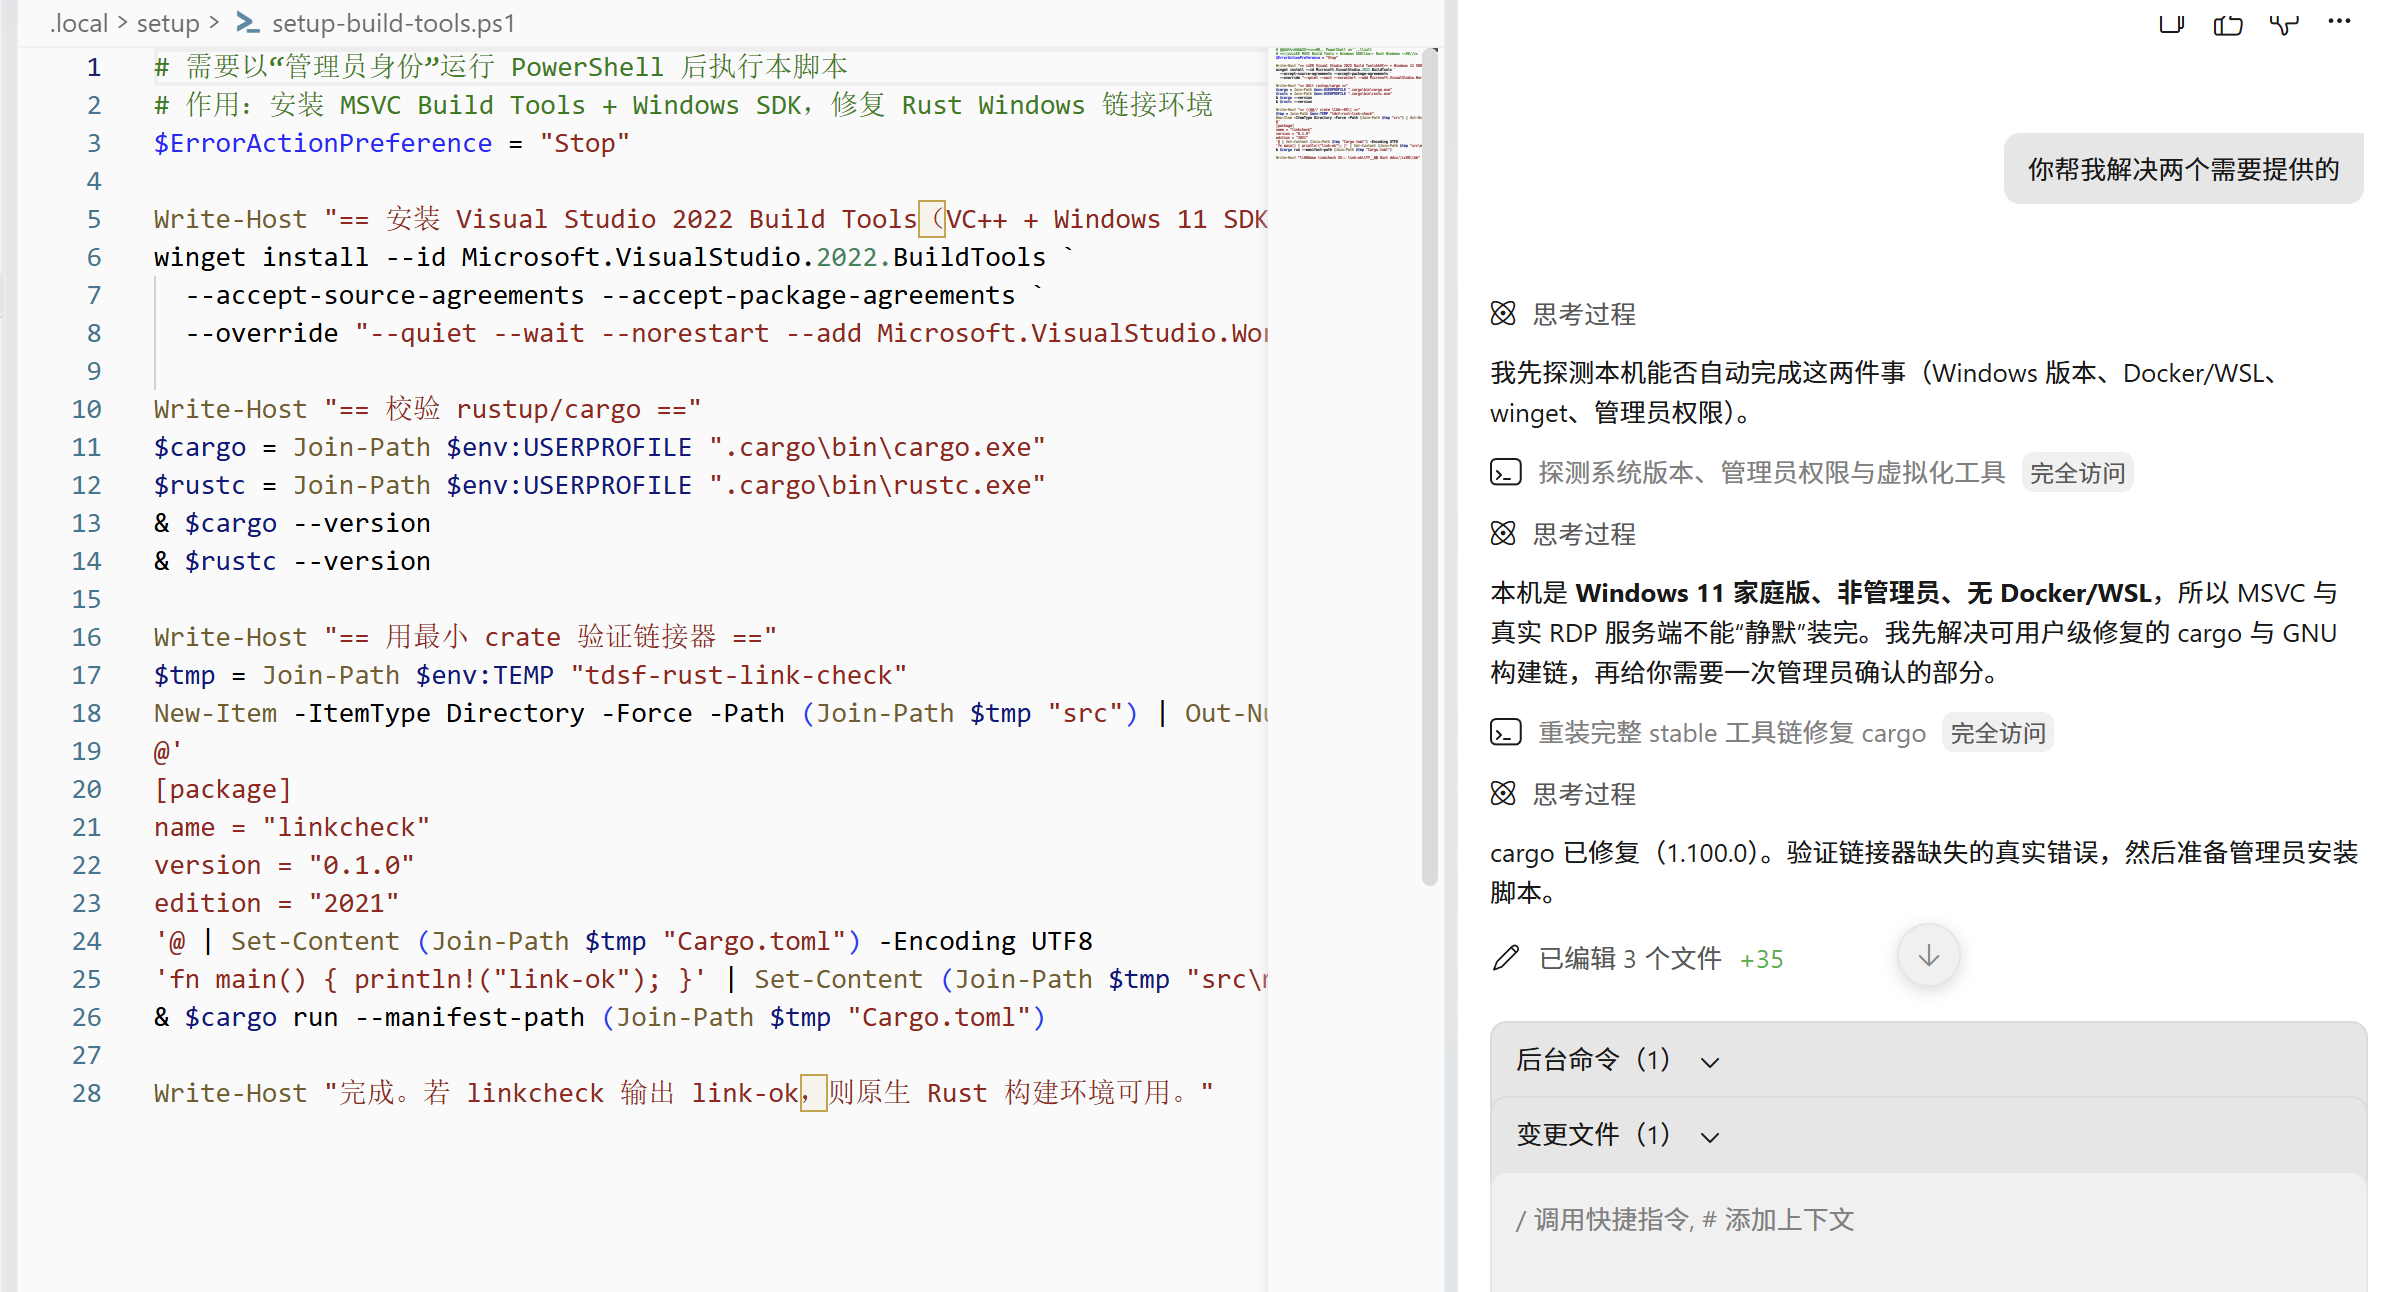 .local > setup > setup-build-tools.ps1
1 # 需要以“管理员身份”运行 PowerShell 后执行本脚本
2 # 作用：安装 MSVC Build Tools + Windows SDK，修复 Rust Windows 链接环境
3 $ErrorActionPreference = "Stop"
4
5 Write-Host "== 安装 Visual Studio 2022 Build Tools（VC++ + Windows 11 SDK
6 winget install --id Microsoft.VisualStudio.2022.BuildTools `
7 --accept-source-agreements --accept-package-agreements `
8 --override "--quiet --wait --norestart --add Microsoft.VisualStudio.Wor
9
10 Write-Host "== 校验 rustup/cargo =="
11 $cargo = Join-Path $env:USERPROFILE ".cargo\bin\cargo.exe"
12 $rustc = Join-Path $env:USERPROFILE ".cargo\bin\rustc.exe"
13 & $cargo --version
14 & $rustc --version
15
16 Write-Host "== 用最小 crate 验证链接器 =="
17 $tmp = Join-Path $env:TEMP "tdsf-rust-link-check"
18 New-Item -ItemType Directory -Force -Path (Join-Path $tmp "src") | Out-Nu
19 @'
20 [package]
21 name = "linkcheck"
22 version = "0.1.0"
23 edition = "2021"
24 '@ | Set-Content (Join-Path $tmp "Cargo.toml") -Encoding UTF8
25 'fn main() { println!("link-ok"); }' | Set-Content (Join-Path $tmp "src\
26 & $cargo run --manifest-path (Join-Path $tmp "Cargo.toml")
27
28 Write-Host "完成。若 linkcheck 输出 link-ok，则原生 Rust 构建环境可用。"
你帮我解决两个需要提供的
思考过程
我先探测本机能否自动完成这两件事（Windows 版本、Docker/WSL、
winget、管理员权限）。
探测系统版本、管理员权限与虚拟化工具 完全访问
思考过程
本机是 Windows 11 家庭版、非管理员、无 Docker/WSL，所以 MSVC 与
真实 RDP 服务端不能“静默”装完。我先解决可用户级修复的 cargo 与 GNU
构建链，再给你需要一次管理员确认的部分。
重装完整 stable 工具链修复 cargo 完全访问
思考过程
cargo 已修复（1.100.0）。验证链接器缺失的真实错误，然后准备管理员安装
脚本。
已编辑 3 个文件 +35
后台命令（1）
变更文件（1）
/ 调用快捷指令, # 添加上下文